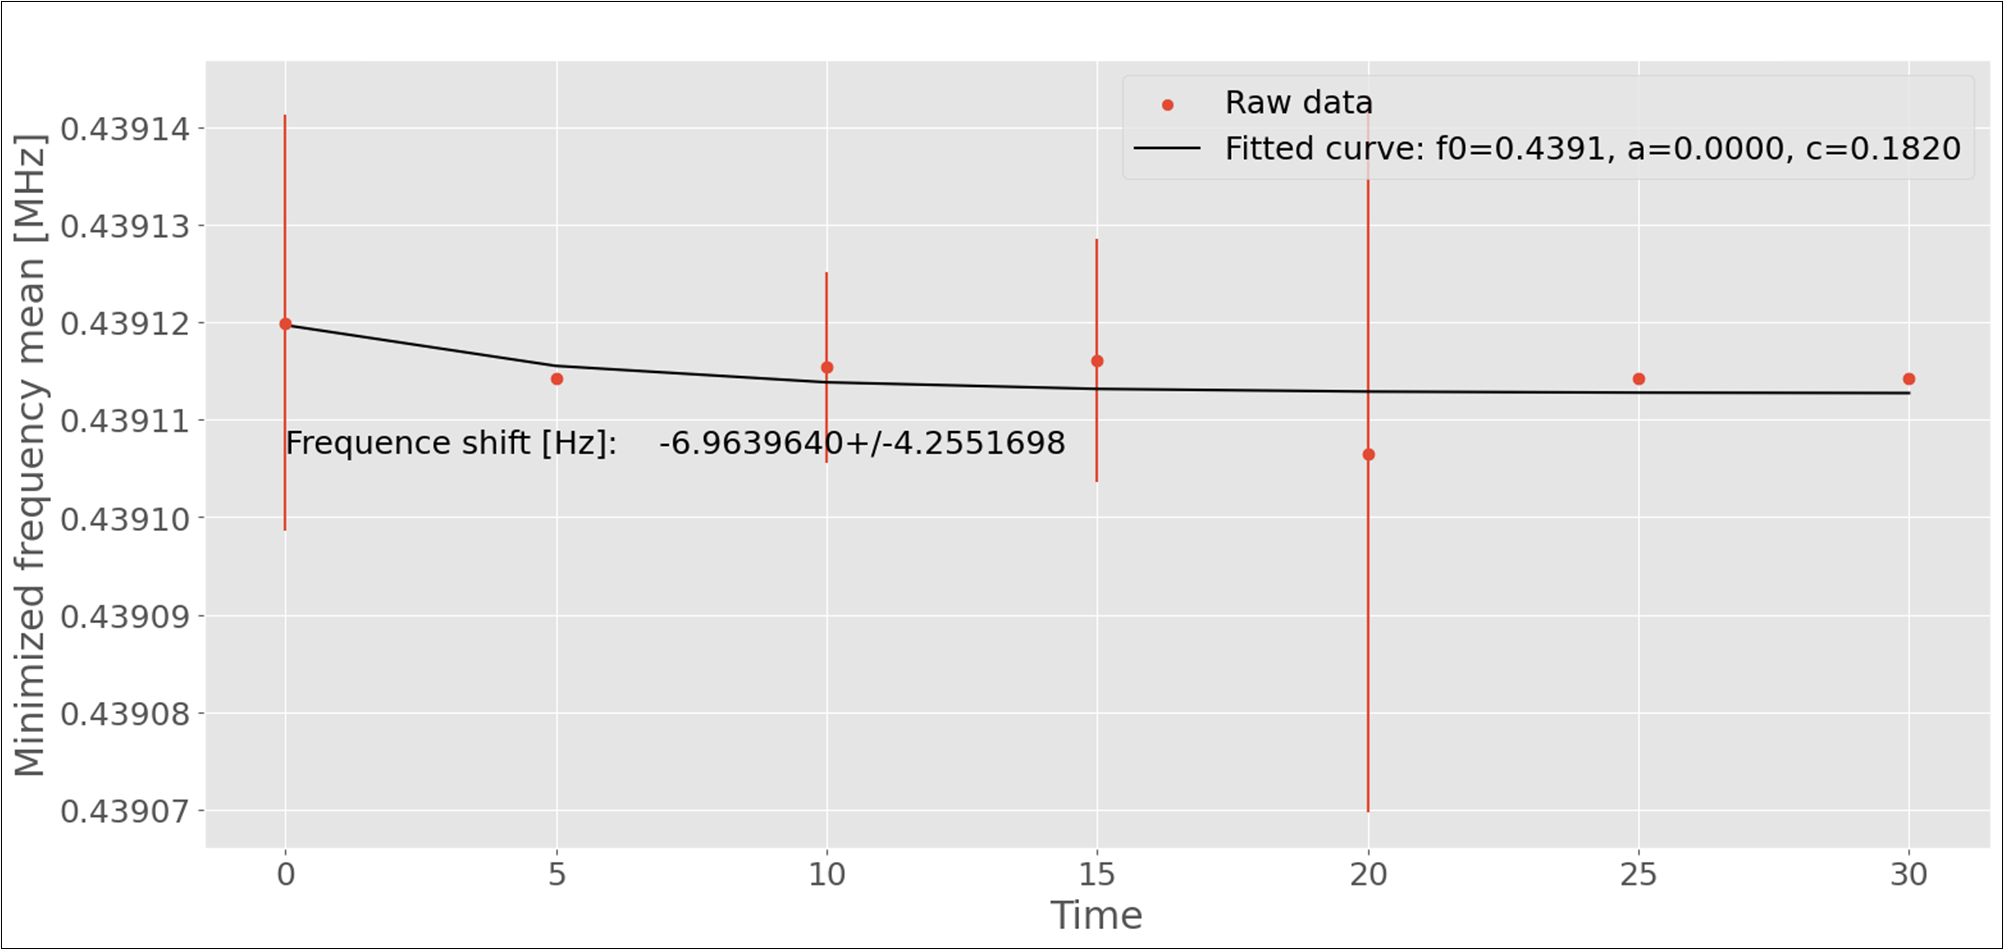 Minimized frequency mean [MHz]
0.43914
0.43913
0.43912
0.43911
0.43910
0.43909
0.43908
0.43907
Raw data
Fitted curve: f0=0.4391, a=0.0000, c=0.1820
Frequence shift [Hz]: -6.9639640+/-4.2551698
0 5 10 15 20 25 30
Time